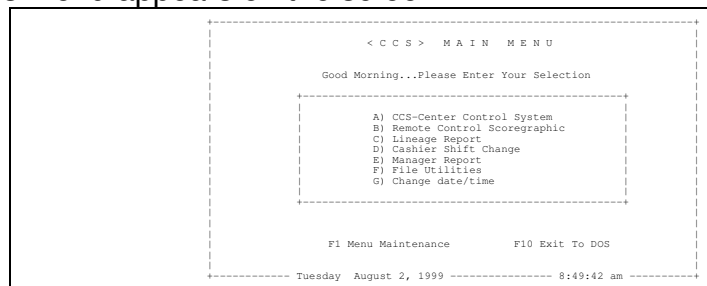 < C C S > M A I N M E N U
Good Morning...Please Enter Your Selection
A) CCS-Center Control System
B) Remote Control Scoregraphic
C) Lineage Report
D) Cashier Shift Change
E) Manager Report
F) File Utilities
G) Change date/time
F1 Menu Maintenance F10 Exit To DOS
Tuesday August 2, 1999 8:49:42 am